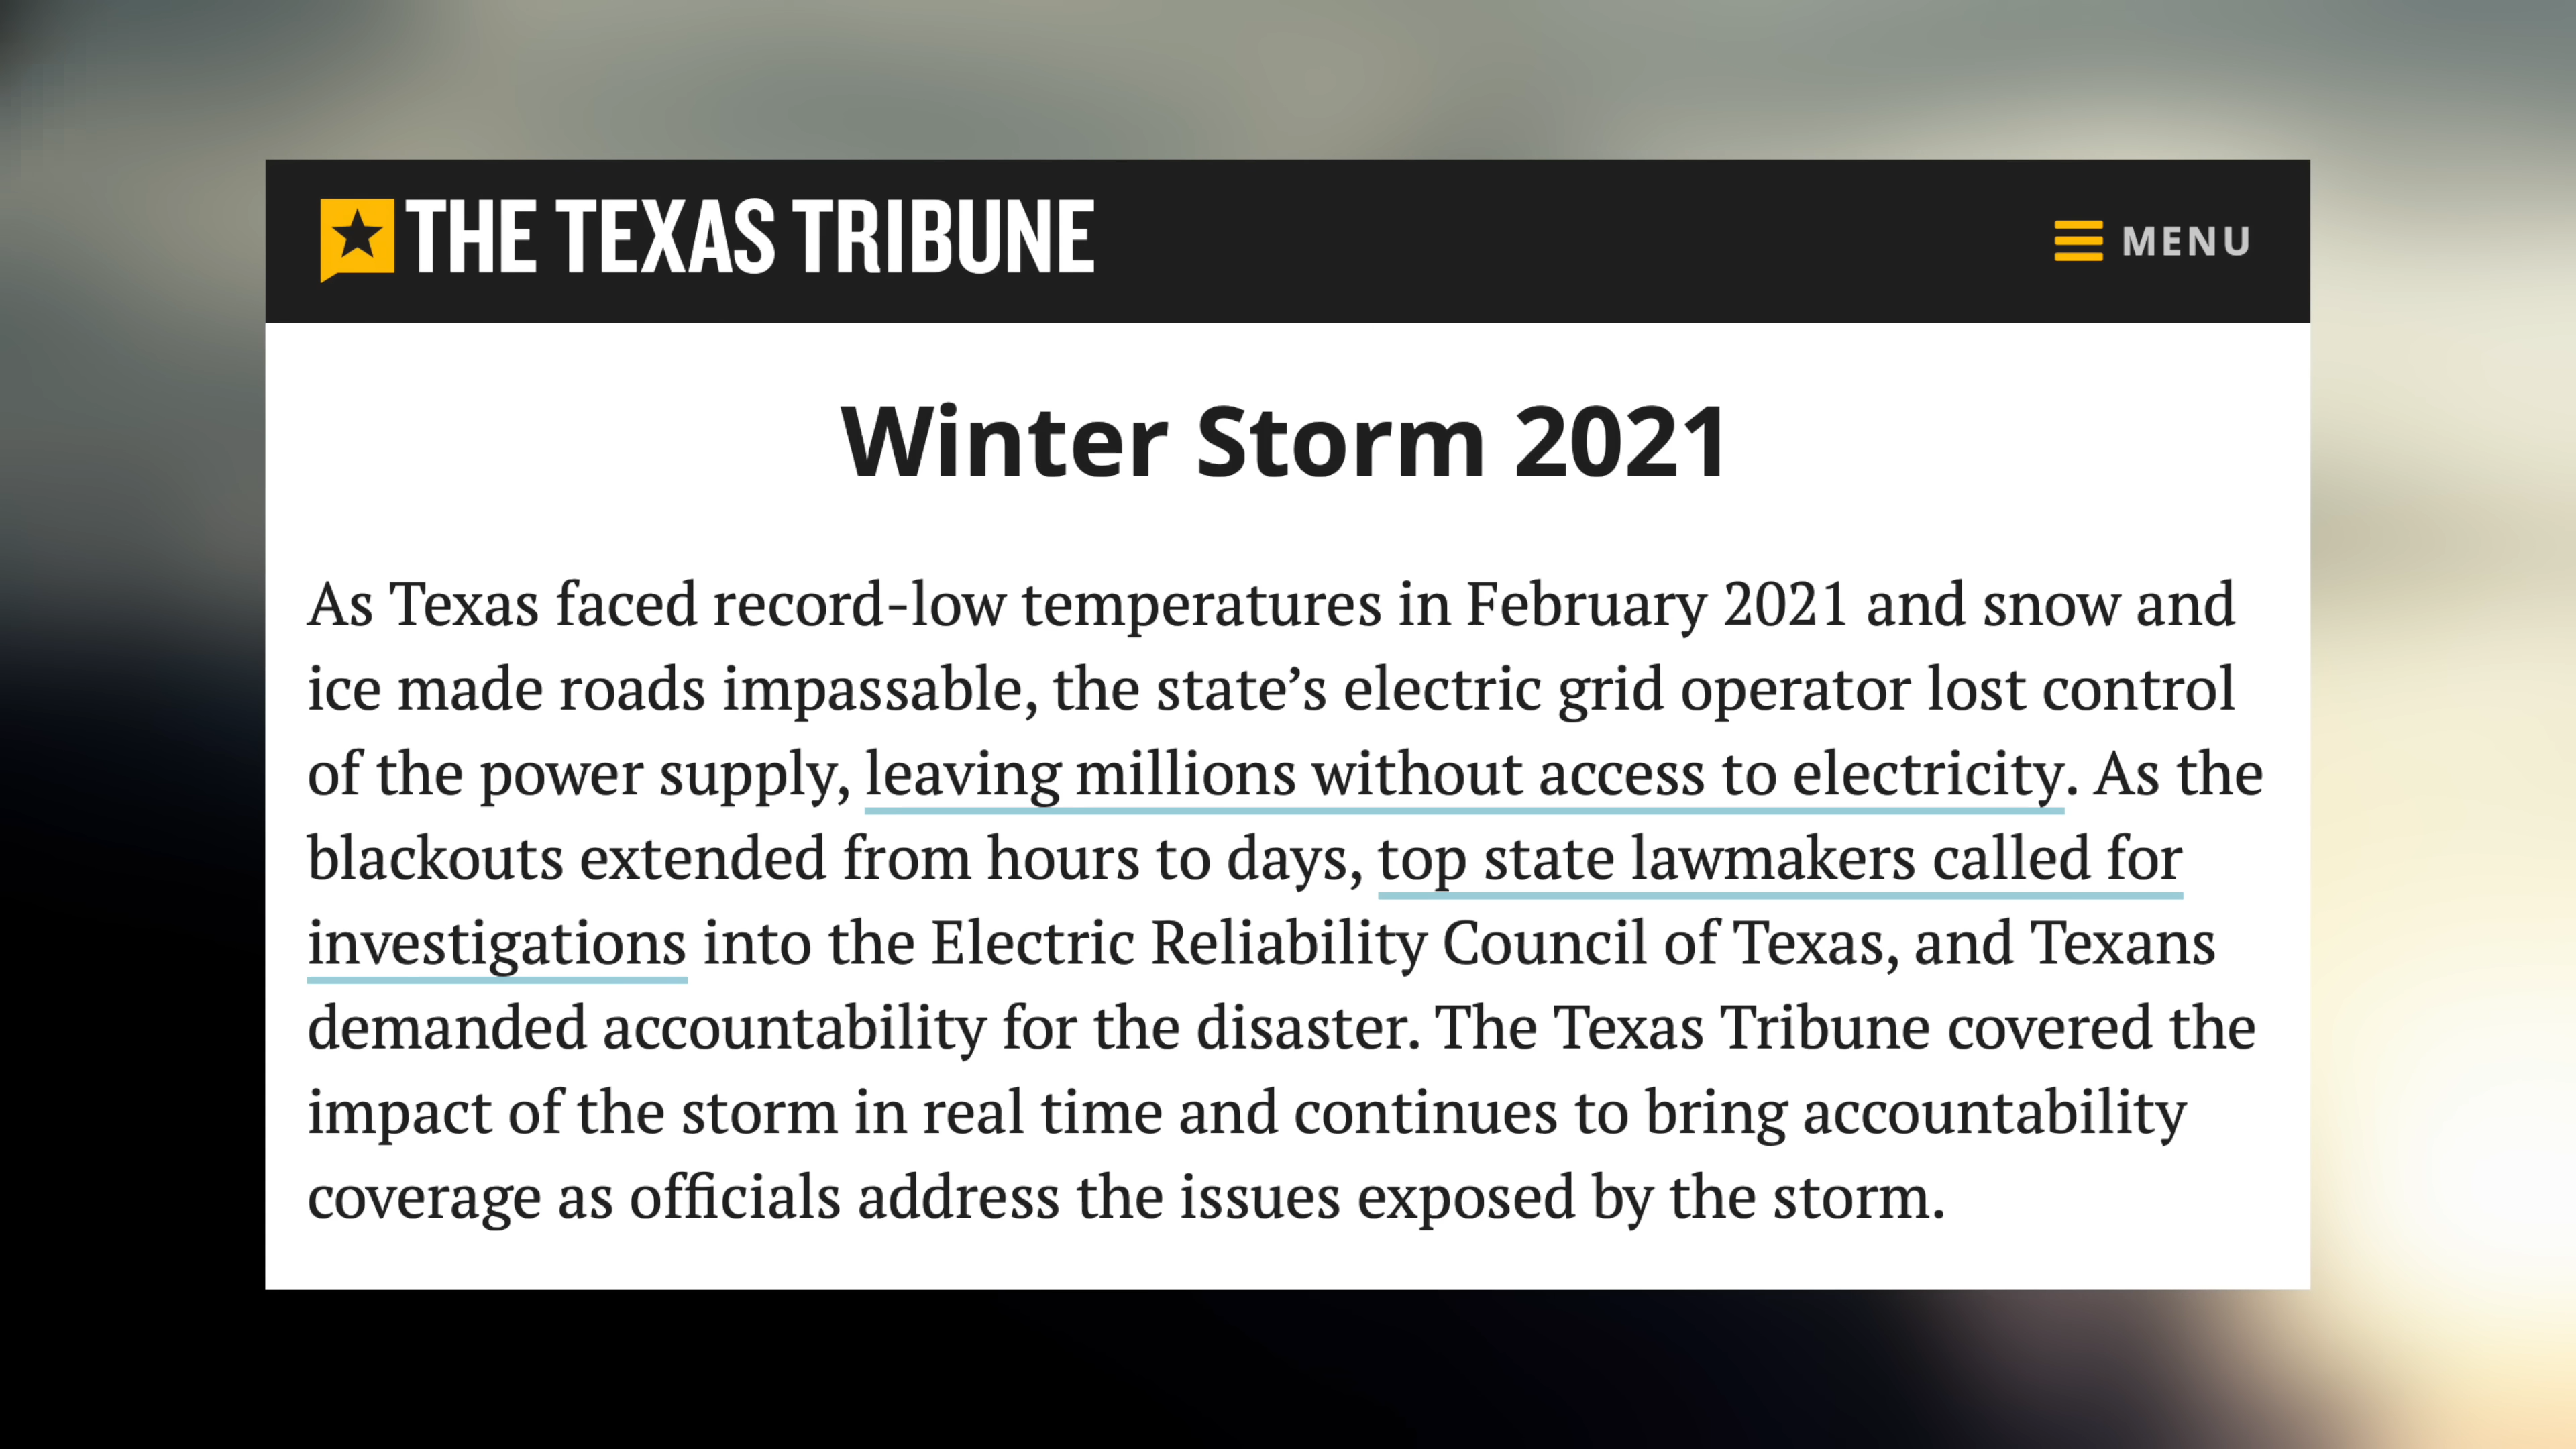 THE TEXAS TRIBUNE
MENU
Winter Storm 2021
As Texas faced record-low temperatures in February 2021 and snow and
ice made roads impassable, the state’s electric grid operator lost control
of the power supply, leaving millions without access to electricity. As the
blackouts extended from hours to days, top state lawmakers called for
investigations into the Electric Reliability Council of Texas, and Texans
demanded accountability for the disaster. The Texas Tribune covered the
impact of the storm in real time and continues to bring accountability
coverage as officials address the issues exposed by the storm.